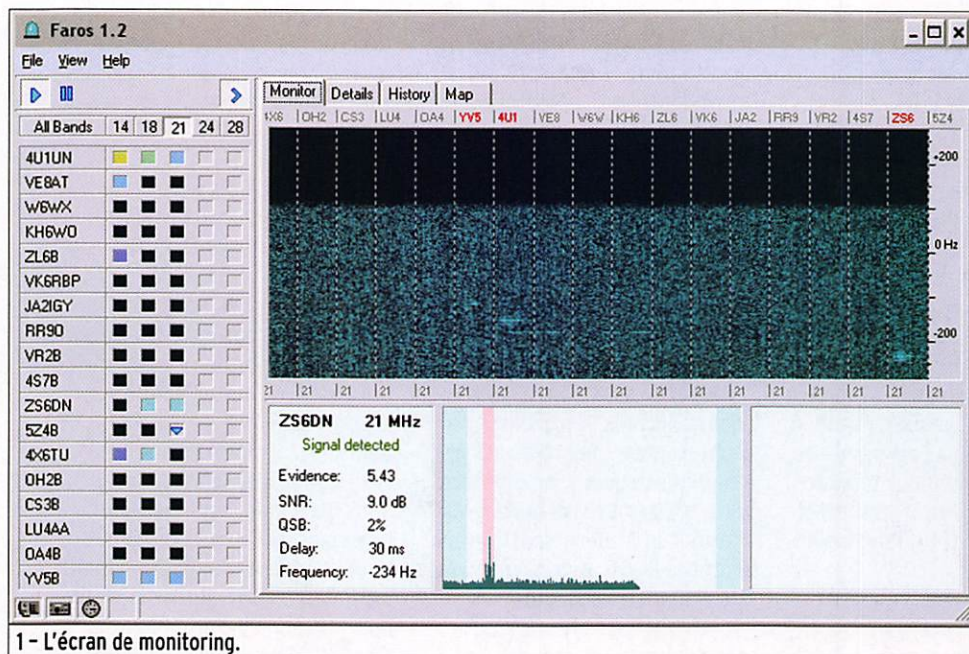 Faros 1.2
File View Help
Monitor Details History Map
All Bands 14 18 21 24 28
4X6 |OH2 |CS3 |LU4 |OA4 |YV5 |4U1 |VE8 |W6W |KH6 |ZL6 |VK6 |JA2 |RR9 |VR2 |4S7 |ZS6 |5Z4
+200
0 Hz
-200
21 |21 |21 |21 |21 |21 |21 |21 |21 |21 |21 |21 |21 |21 |21 |21 |21 |21
4U1UN
VE8AT
W6WX
KH6WO
ZL6B
VK6RBP
JA2IGY
RR9O
VR2B
4S7B
ZS6DN
5Z4B
4X6TU
OH2B
CS3B
LU4AA
OA4B
YV5B
ZS6DN 21 MHz
Signal detected
Evidence: 5.43
SNR: 9.0 dB
QSB: 2%
Delay: 30 ms
Frequency: -234 Hz
1 - L'écran de monitoring.